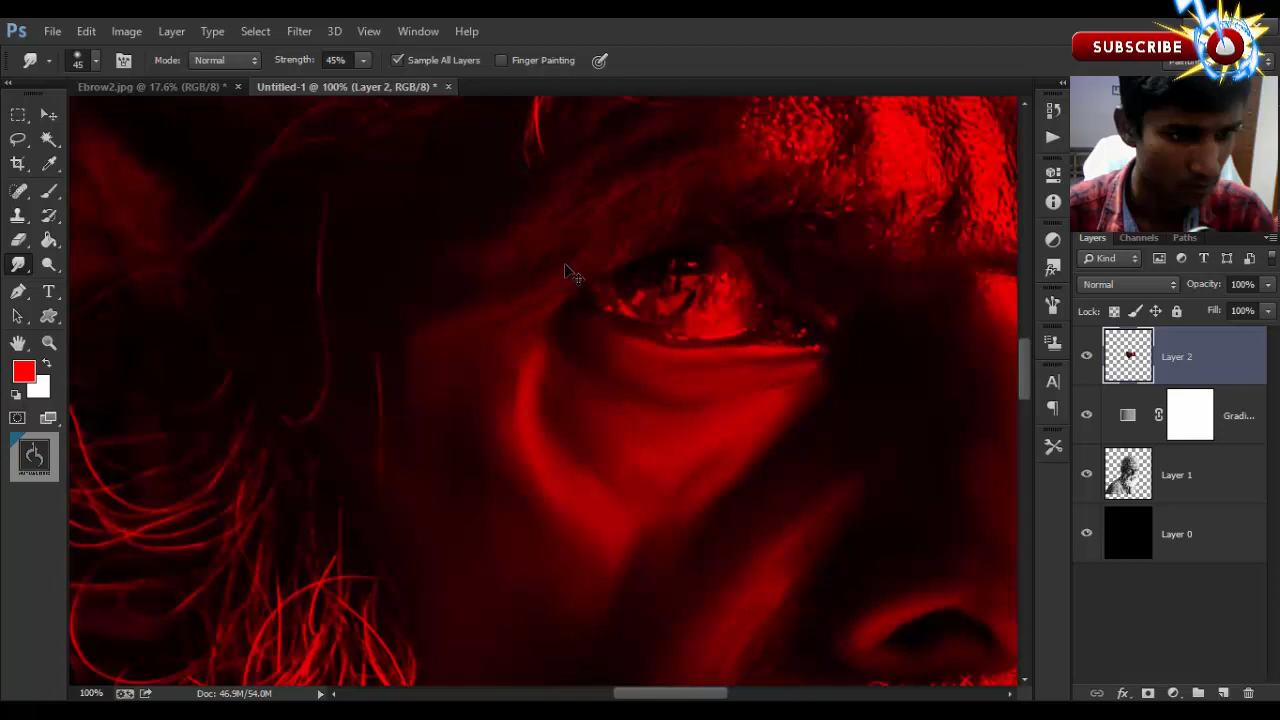 Ps File Edit Image Layer Type Select Filter 3D View Window Help
SUBSCRIBE
45 Mode: Normal Strength: 45% Sample All Layers Finger Painting
Ebrow2.jpg @ 17.6% (RGB/8) * × Untitled-1 @ 100% (Layer 2, RGB/8) * ×
Layers Channels Paths
Kind
Normal Opacity: 100%
Lock: Fill: 100%
Layer 2
Gradi...
Layer 1
Layer 0
100% Doc: 46.9M/54.0M